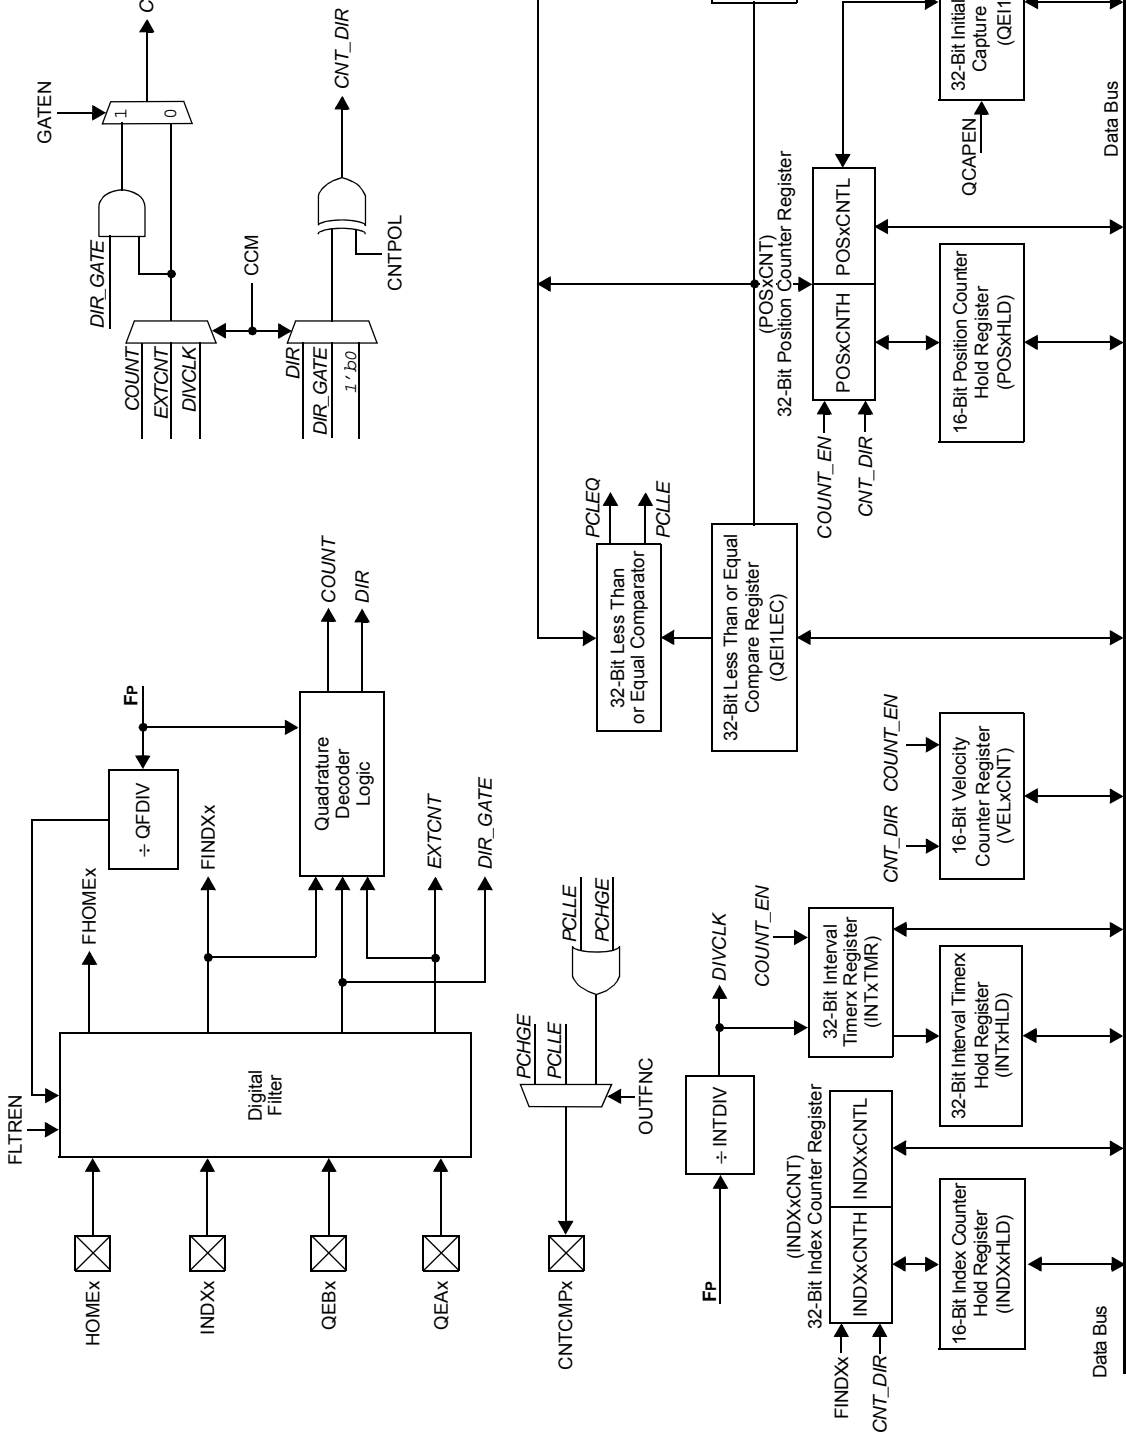 FLTREN
HOMEx
INDXx
QEBx
QEAx
Digital
Filter
FHOMEx
FINDXx
÷ QFDIV
FP
Quadrature
Decoder
Logic
COUNT
DIR
EXTCNT
DIR_GATE
COUNT
EXTCNT
DIVCLK
DIR_GATE
GATEN
1
0
CCM
DIR
DIR_GATE
1'b0
CNTPOL
CNT_DIR
CNTCMPx
PCHGE
PCLLE
OUTFNC
PCLLE
PCHGE
FP
÷ INTDIV
DIVCLK
COUNT_EN
32-Bit Less Than
or Equal Comparator
PCLEQ
PCLLE
32-Bit Less Than or Equal
Compare Register
(QEI1LEC)
FINDXx
CNT_DIR
(INDXxCNT)
32-Bit Index Counter Register
INDXxCNTH
INDXxCNTL
16-Bit Index Counter
Hold Register
(INDXxHLD)
32-Bit Interval
Timerx Register
(INTxTMR)
32-Bit Interval Timerx
Hold Register
(INTxHLD)
CNT_DIR
COUNT_EN
16-Bit Velocity
Counter Register
(VELxCNT)
COUNT_EN
CNT_DIR
(POSxCNT)
32-Bit Position Counter Register
POSxCNTH
POSxCNTL
16-Bit Position Counter
Hold Register
(POSxHLD)
QCAPEN
32-Bit Initial
Capture
(QEI1
Data Bus
Data Bus